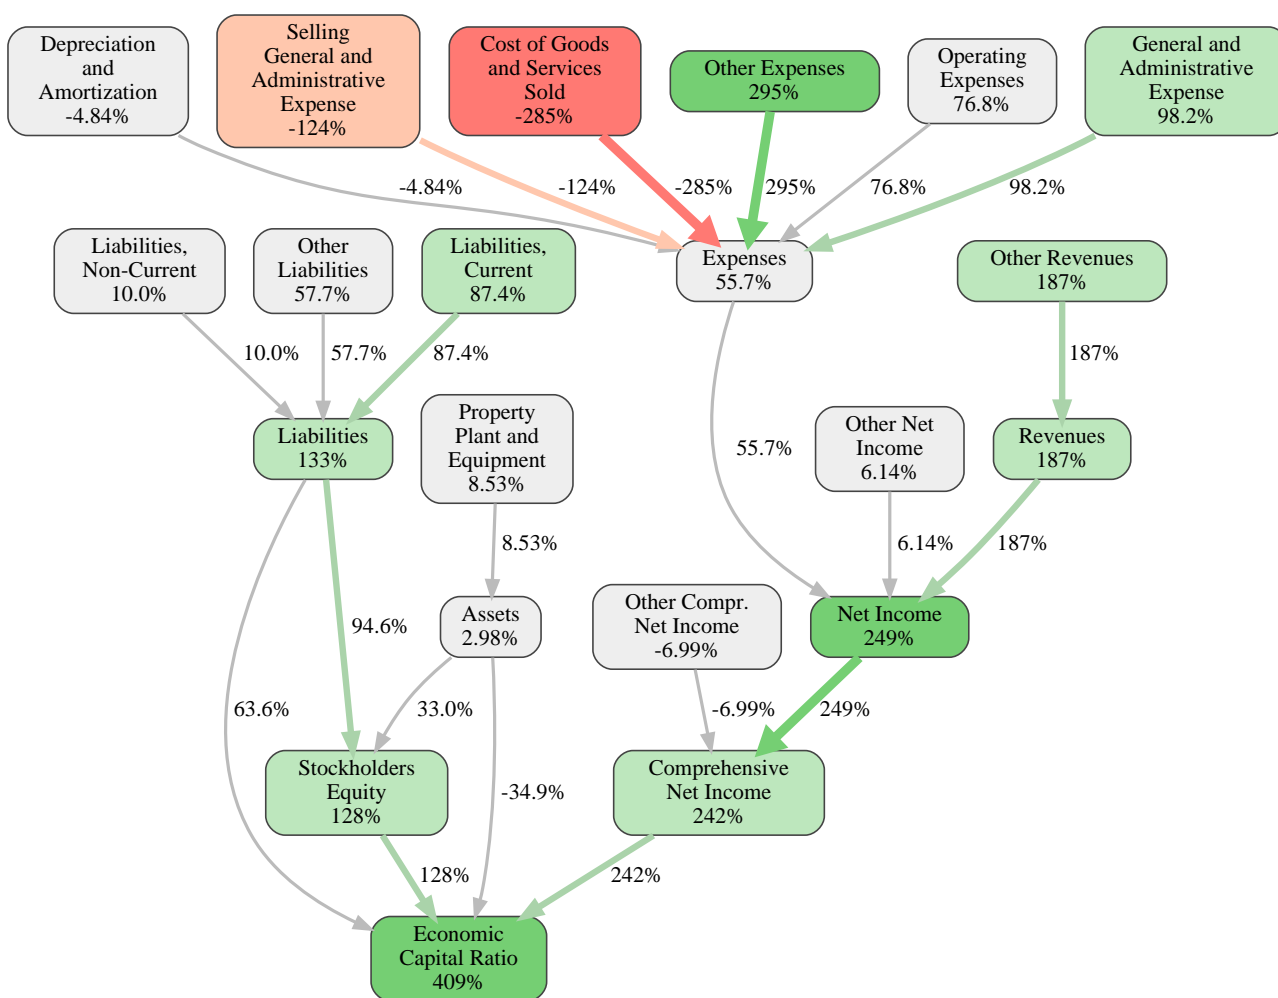 Depreciation
and
Amortization
-4.84%
Selling
General and
Administrative
Expense
-124%
Cost of Goods
and Services
Sold
-285%
Other Expenses
295%
Operating
Expenses
76.8%
General and
Administrative
Expense
98.2%
-4.84%
-124%
-285%
295%
76.8%
98.2%
Liabilities,
Non-Current
10.0%
Other
Liabilities
57.7%
Liabilities,
Current
87.4%
Expenses
55.7%
Other Revenues
187%
10.0%
57.7%
87.4%
187%
Liabilities
133%
Property
Plant and
Equipment
8.53%
55.7%
Other Net
Income
6.14%
Revenues
187%
8.53%
6.14%
187%
94.6%
Assets
2.98%
Other Compr.
Net Income
-6.99%
Net Income
249%
63.6%
33.0%
-6.99%
249%
Stockholders
Equity
128%
-34.9%
Comprehensive
Net Income
242%
128%
242%
Economic
Capital Ratio
409%